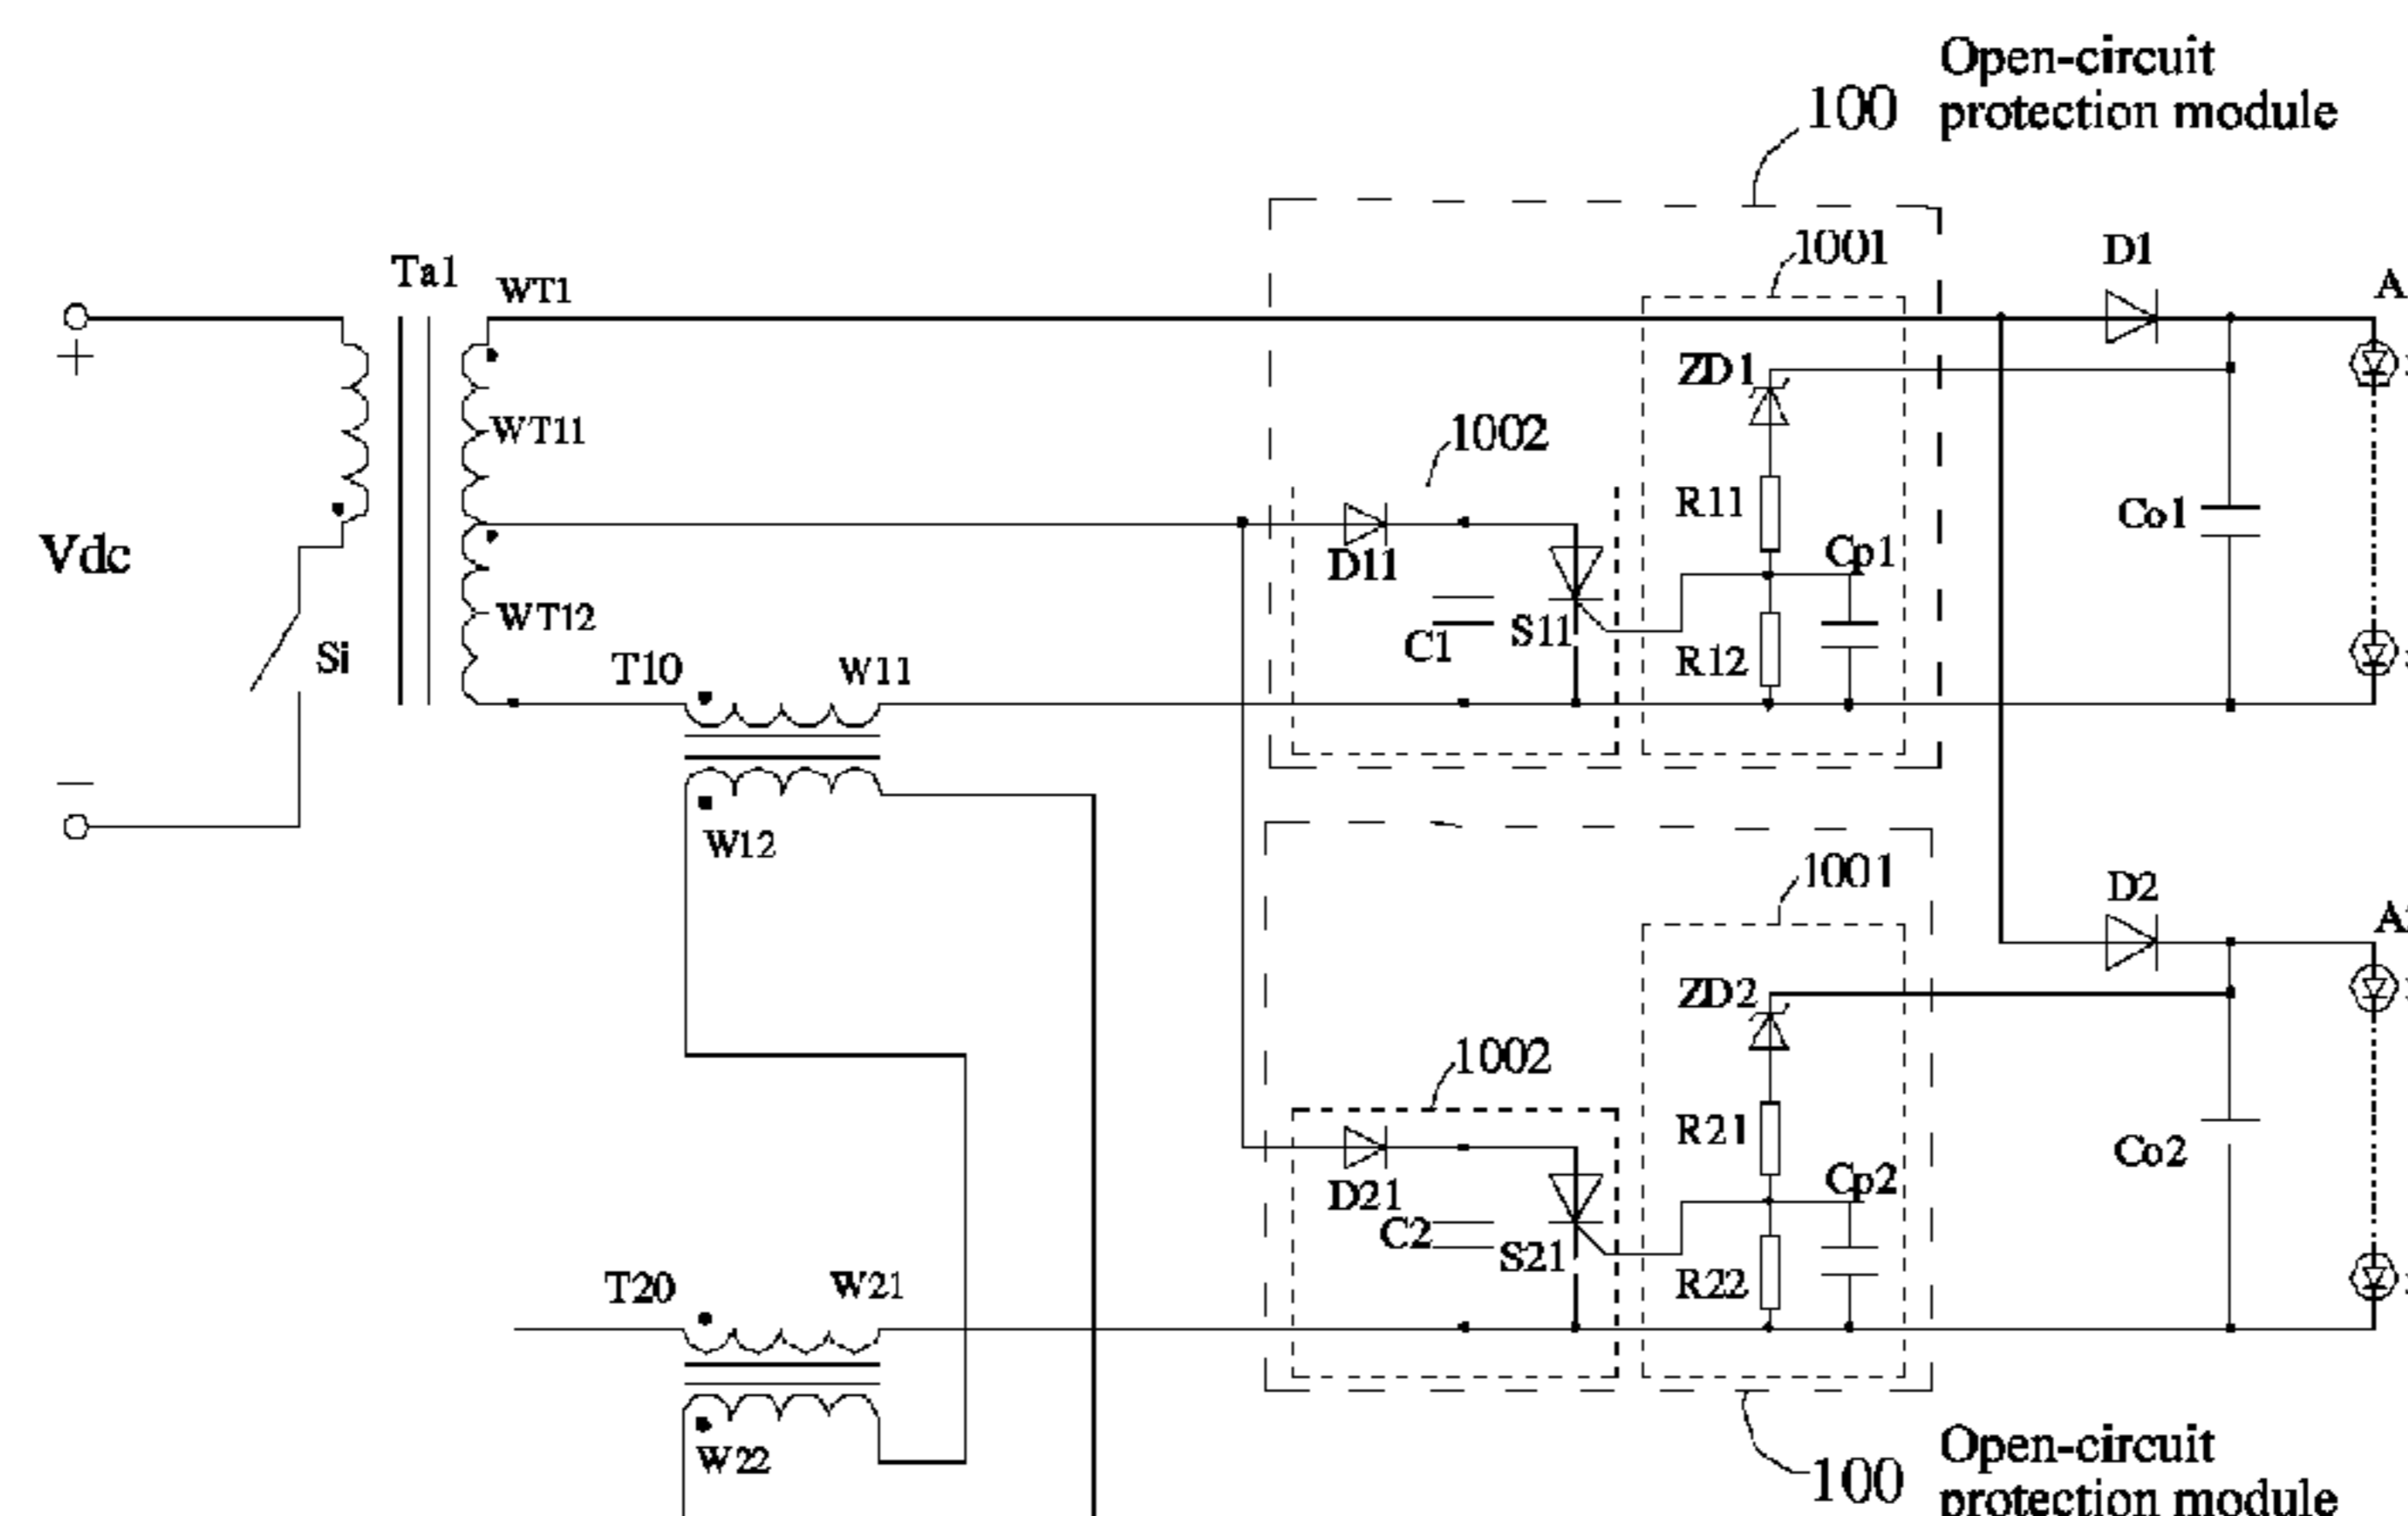 Open-circuit
protection module
100
1001
D1
A
Ta1
WT1
+
ZD1
WT11
1002
R11
Co1
Vdc
D11
Cp1
WT12
Si
C1
S11
R12
T10
W11
−
W12
1001
D2
A
ZD2
1002
R21
Co2
D21
Cp2
C2
S21
T20
W21
R22
W22
Open-circuit
100
protection module